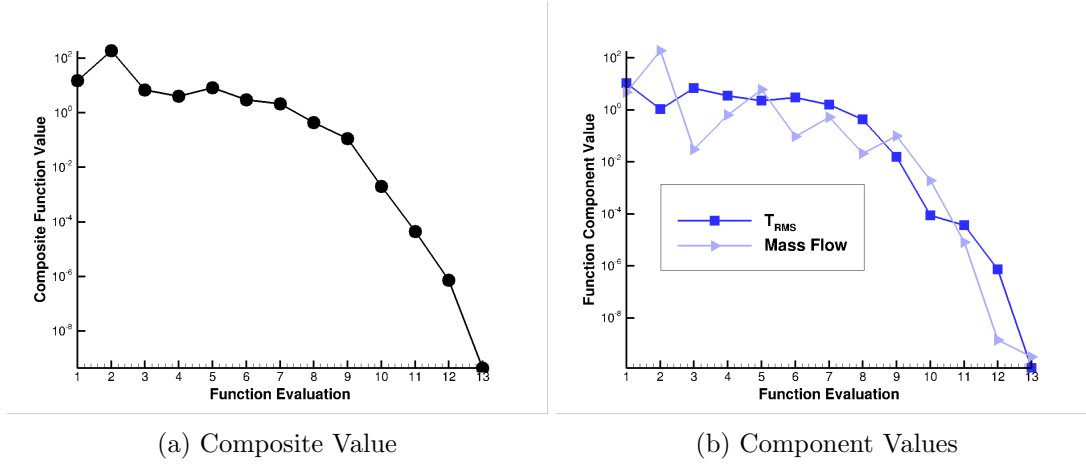 Composite Function Value
10^2
10^0
10^-2
10^-4
10^-6
10^-8
1 2 3 4 5 6 7 8 9 10 11 12 13
Function Evaluation
(a) Composite Value
Function Component Value
10^2
10^0
10^-2
10^-4
10^-6
10^-8
T_RMS
Mass Flow
1 2 3 4 5 6 7 8 9 10 11 12 13
Function Evaluation
(b) Component Values